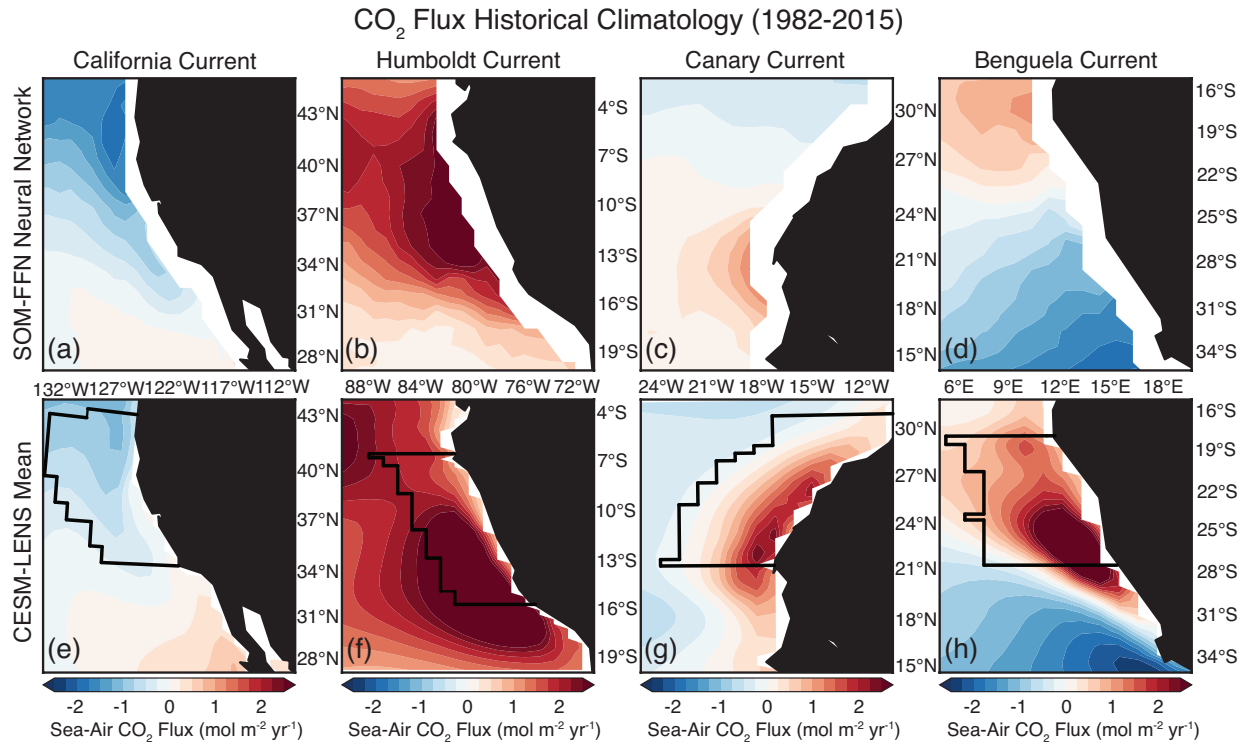 CO2 Flux Historical Climatology (1982-2015)
California Current Humboldt Current Canary Current Benguela Current
SOM-FFN Neural Network
43°N
40°N
37°N
34°N
31°N
28°N
(a)
4°S
7°S
10°S
13°S
16°S
19°S
(b)
30°N
27°N
24°N
21°N
18°N
15°N
(c)
16°S
19°S
22°S
25°S
28°S
31°S
34°S
(d)
132°W 127°W 122°W 117°W 112°W
88°W 84°W 80°W 76°W 72°W
24°W 21°W 18°W 15°W 12°W
6°E 9°E 12°E 15°E 18°E
CESM-LENS Mean
43°N
40°N
37°N
34°N
31°N
28°N
(e)
4°S
7°S
10°S
13°S
16°S
19°S
(f)
30°N
27°N
24°N
21°N
18°N
15°N
(g)
16°S
19°S
22°S
25°S
28°S
31°S
34°S
(h)
-2 -1 0 1 2
Sea-Air CO2 Flux (mol m-2 yr-1)
-2 -1 0 1 2
Sea-Air CO2 Flux (mol m-2 yr-1)
-2 -1 0 1 2
Sea-Air CO2 Flux (mol m-2 yr-1)
-2 -1 0 1 2
Sea-Air CO2 Flux (mol m-2 yr-1)